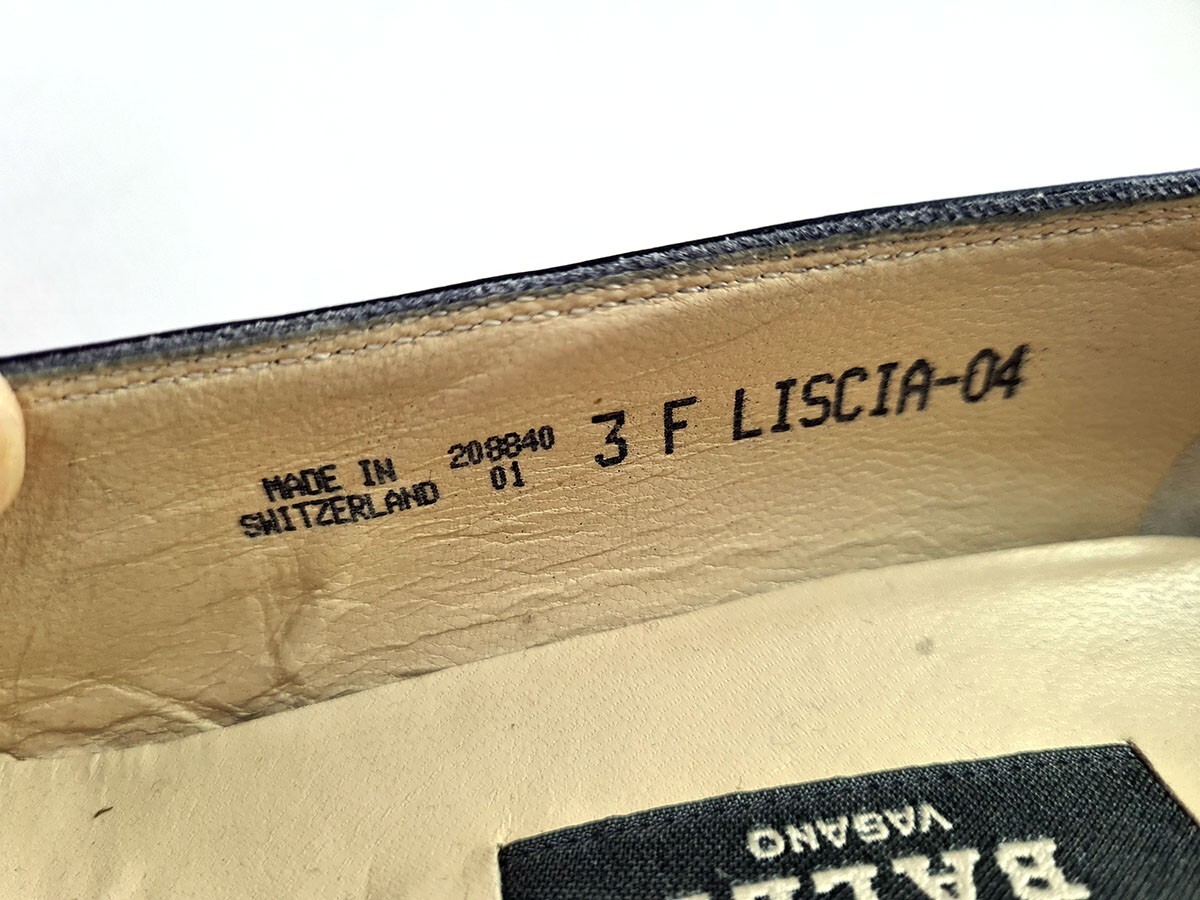 MADE IN
SWITZERLAND
208840
01
3 F LISCIA-04
VASANO